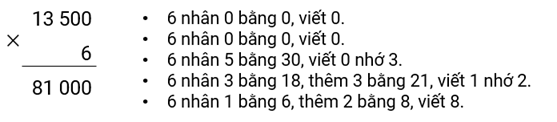 13 500
×
6
81 000
• 6 nhân 0 bằng 0, viết 0.
• 6 nhân 0 bằng 0, viết 0.
• 6 nhân 5 bằng 30, viết 0 nhớ 3.
• 6 nhân 3 bằng 18, thêm 3 bằng 21, viết 1 nhớ 2.
• 6 nhân 1 bằng 6, thêm 2 bằng 8, viết 8.